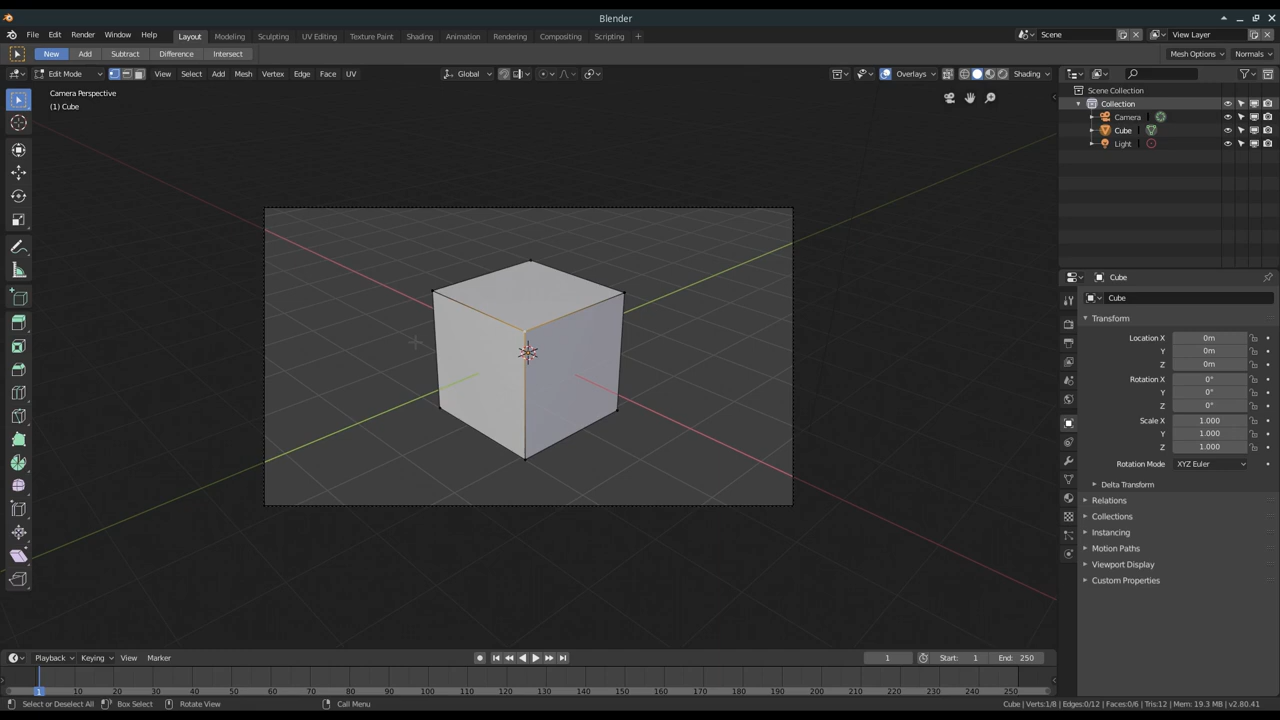 Blender
File Edit Render Window Help Layout Modeling Sculpting UV Editing Texture Paint Shading Animation Rendering Compositing Scripting + Scene View Layer
New Add Subtract Difference Intersect Mesh Options Normals
Edit Mode View Select Add Mesh Vertex Edge Face UV Global Overlays Shading
Camera Perspective
(1) Cube
Scene Collection
Collection
Camera
Cube
Light
Cube
Cube
Transform
Location X 0m
Y 0m
Z 0m
Rotation X 0°
Y 0°
Z 0°
Scale X 1.000
Y 1.000
Z 1.000
Rotation Mode XYZ Euler
Delta Transform
Relations
Collections
Instancing
Motion Paths
Viewport Display
Custom Properties
Playback Keying View Marker 1 Start: 1 End: 250
1 10 20 30 40 50 60 70 80 90 100 110 120 130 140 150 160 170 180 190 200 210 220 230 240 250
Select or Deselect All Box Select Rotate View Call Menu Cube | Verts:1/8 | Edges:0/12 | Faces:0/6 | Tris:12 | Mem: 19.3 MB | v2.80.41